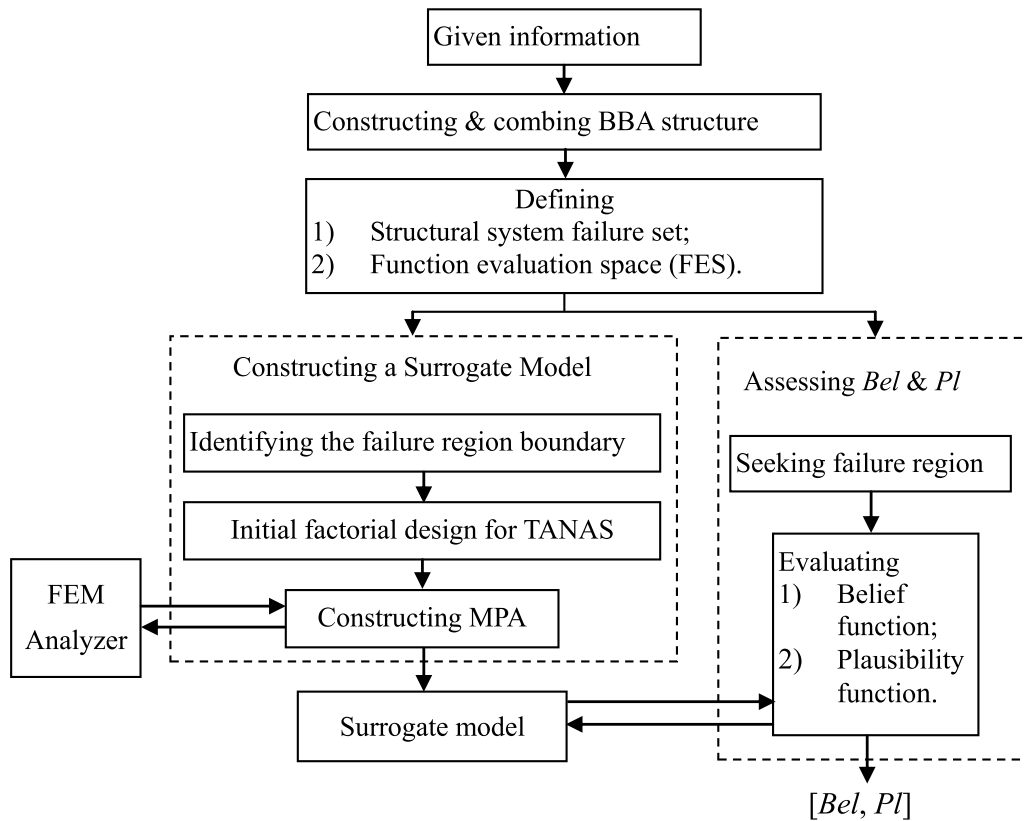 Given information
Constructing & combing BBA structure
Defining
1) Structural system failure set;
2) Function evaluation space (FES).
Constructing a Surrogate Model
Identifying the failure region boundary
Initial factorial design for TANAS
Constructing MPA
FEM
Analyzer
Surrogate model
Assessing Bel & Pl
Seeking failure region
Evaluating
1) Belief
function;
2) Plausibility
function.
[Bel, Pl]